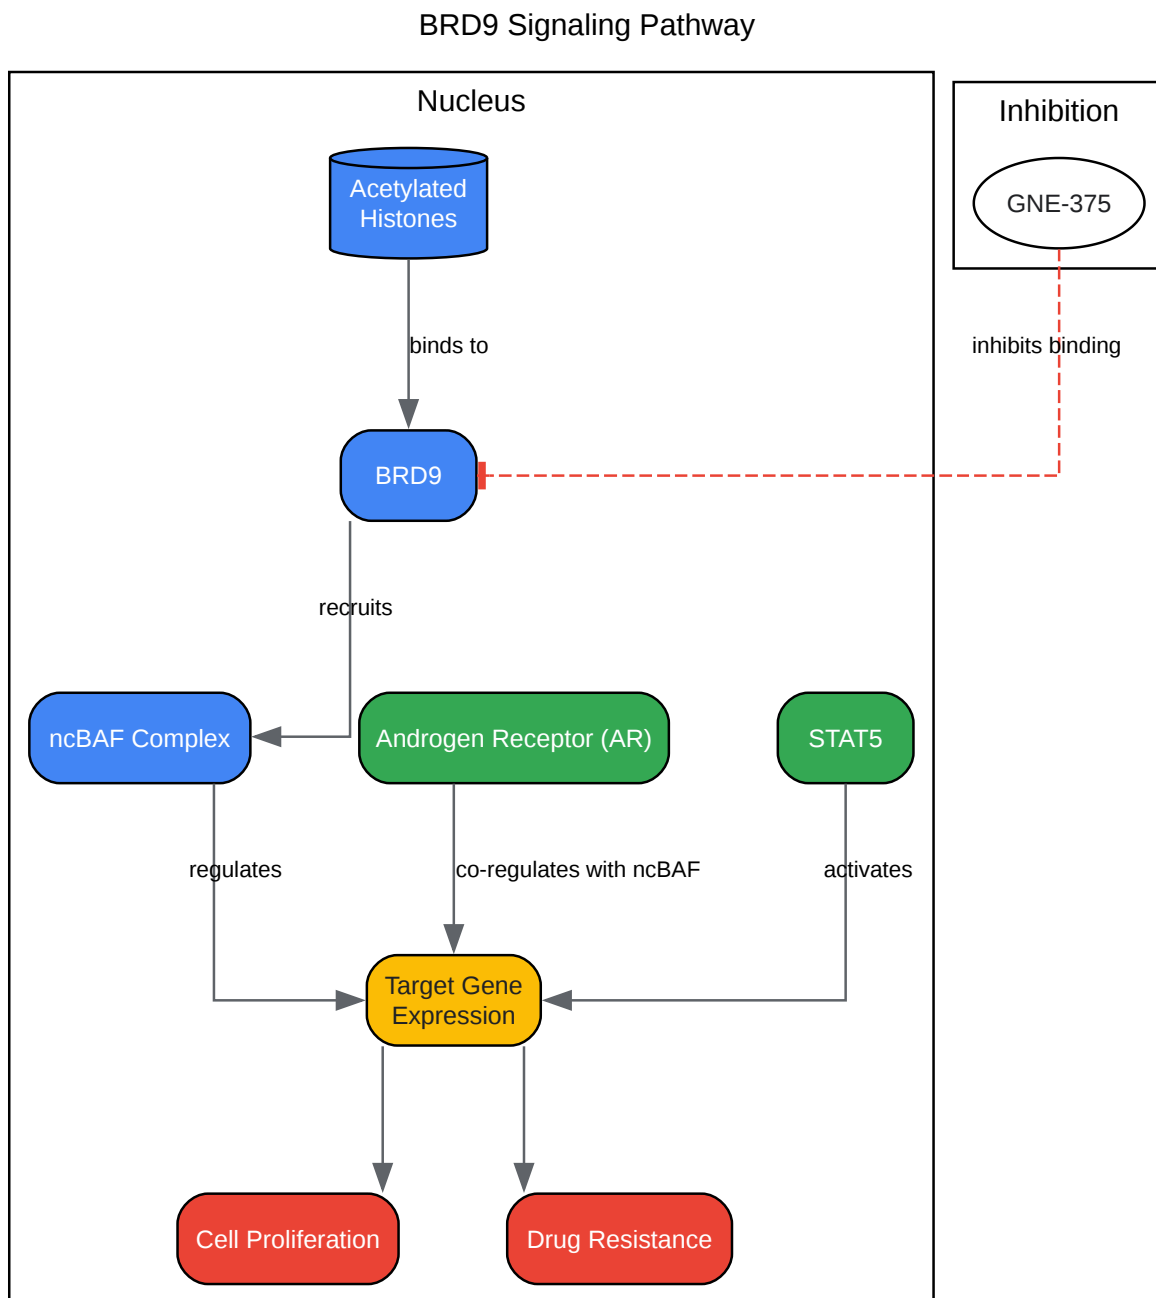 BRD9 Signaling Pathway
Nucleus
Inhibition
Acetylated
Histones
GNE-375
binds to
inhibits binding
BRD9
recruits
ncBAF Complex
Androgen Receptor (AR)
STAT5
regulates
co-regulates with ncBAF
activates
Target Gene
Expression
Cell Proliferation
Drug Resistance